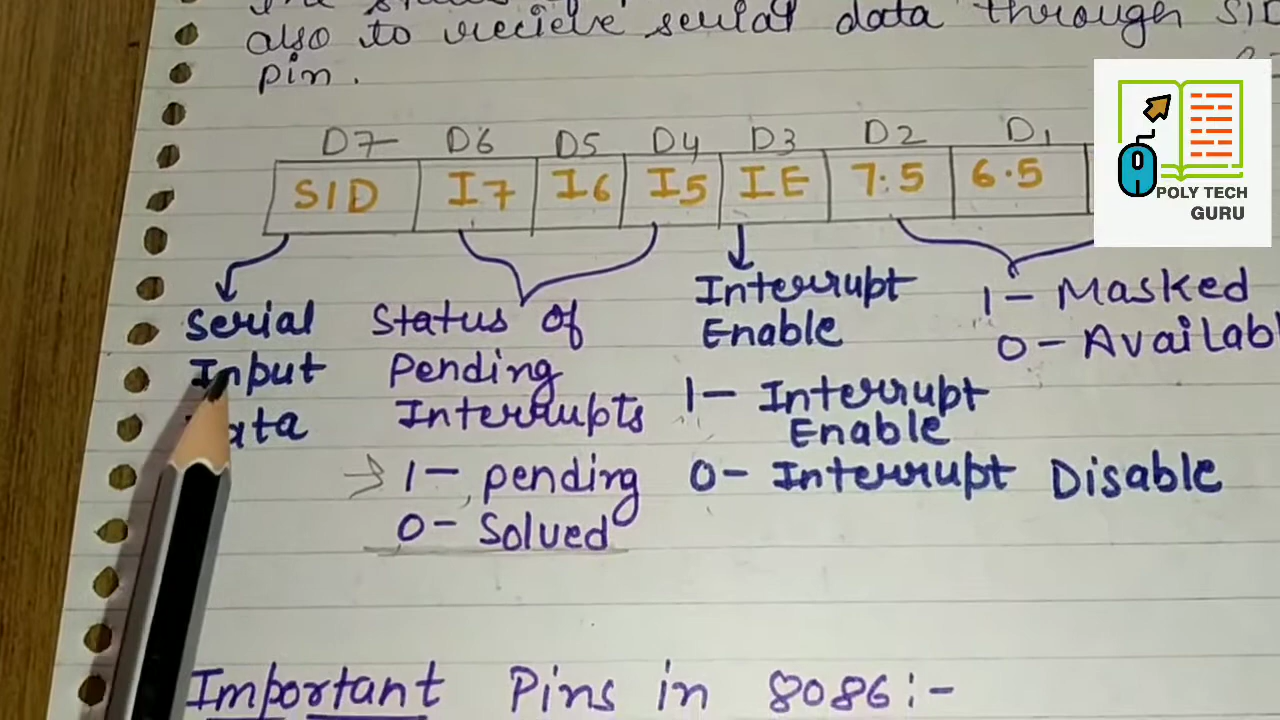 also to recieve serial data through SID
pin.
D7 D6 D5 D4 D3 D2 D1
SID I7 I6 I5 IE 7.5 6.5
POLY TECH
GURU
Serial
Input
Status of
Pending
Interrupts
1- pending
0- Solved
Interrupt
Enable
1- Interrupt
Enable
0- Interrupt Disable
1- Masked
0- Availabl
Important Pins in 8086:-